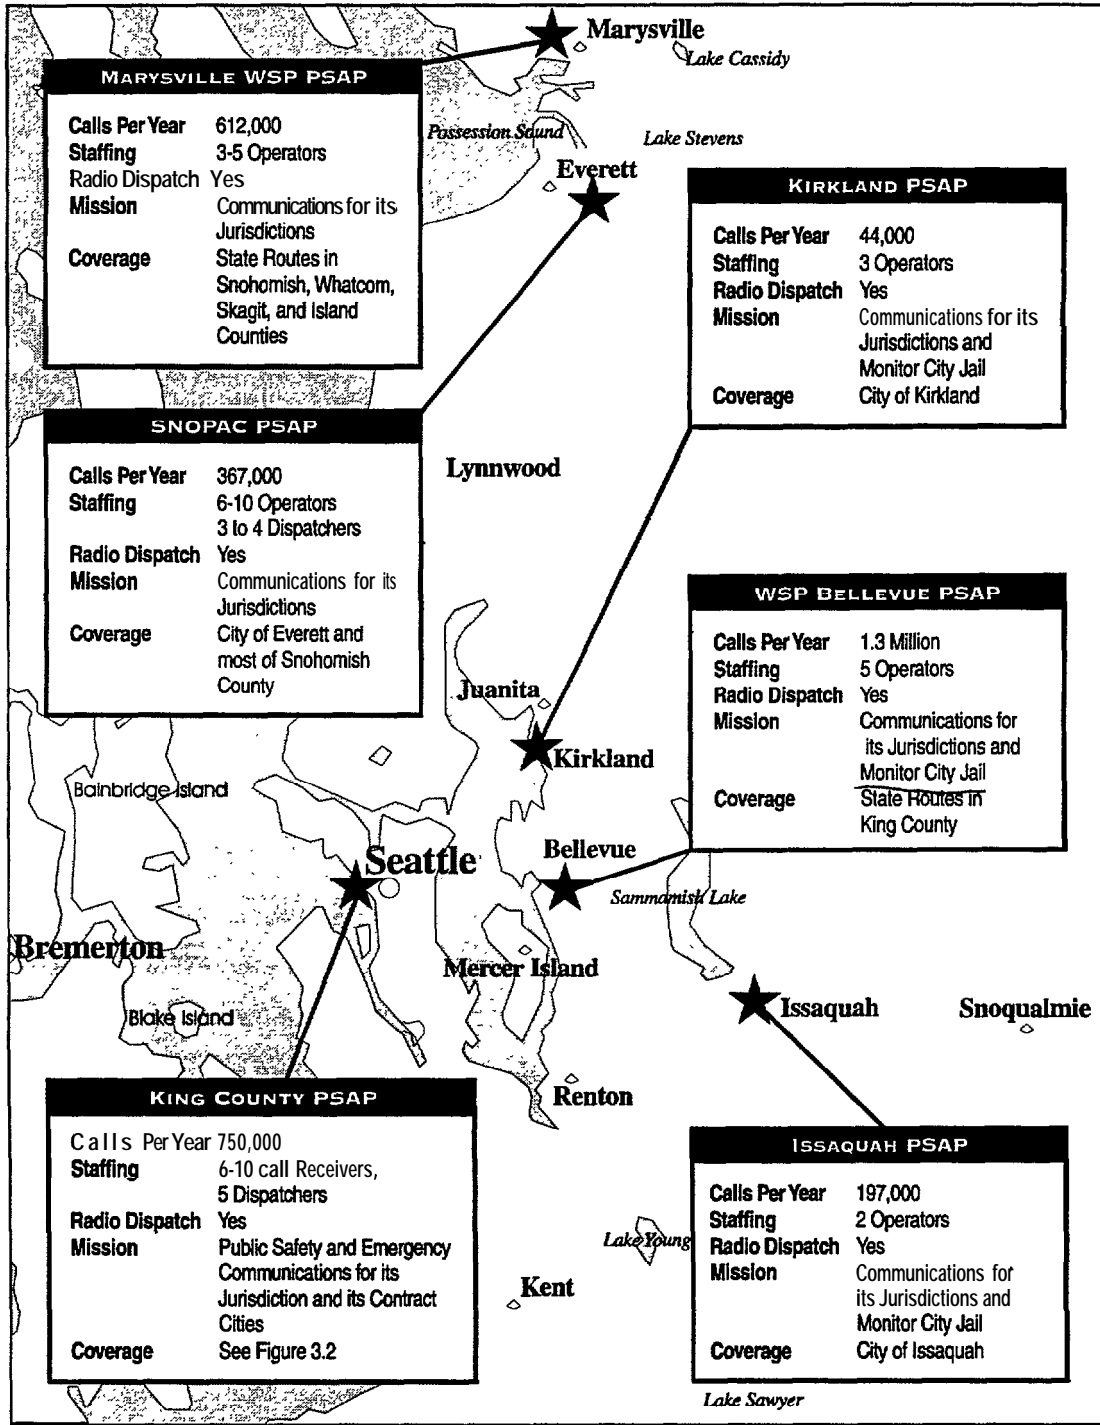 Marysville
Lake Cassidy
MARYSVILLE WSP PSAP
Calls Per Year 612,000
Staffing 3-5 Operators
Radio Dispatch Yes
Mission Communications for its
Jurisdictions
Coverage State Routes in
Snohomish, Whatcom,
Skagit, and Island
Counties
Possession Sound
Lake Stevens
Everett
KIRKLAND PSAP
Calls Per Year 44,000
Staffing 3 Operators
Radio Dispatch Yes
Mission Communications for its
Jurisdictions and
Monitor City Jail
Coverage City of Kirkland
SNOPAC PSAP
Calls Per Year 367,000
Staffing 6-10 Operators
3 to 4 Dispatchers
Radio Dispatch Yes
Mission Communications for its
Jurisdictions
Coverage City of Everett and
most of Snohomish
County
Lynnwood
WSP BELLEVUE PSAP
Calls Per Year 1.3 Million
Staffing 5 Operators
Radio Dispatch Yes
Mission Communications for
its Jurisdictions and
Monitor City Jail
Coverage State Routes in
King County
Juanita
Kirkland
Bainbridge Island
Seattle
Bellevue
Sammamish Lake
Bremerton
Mercer Island
Blake Island
Issaquah
Snoqualmie
Renton
KING COUNTY PSAP
Calls Per Year 750,000
Staffing 6-10 call Receivers,
5 Dispatchers
Radio Dispatch Yes
Mission Public Safety and Emergency
Communications for its
Jurisdiction and its Contract
Cities
Coverage See Figure 3.2
ISSAQUAH PSAP
Calls Per Year 197,000
Staffing 2 Operators
Radio Dispatch Yes
Mission Communications for
its Jurisdictions and
Monitor City Jail
Coverage City of Issaquah
Lake Young
Kent
Lake Sawyer